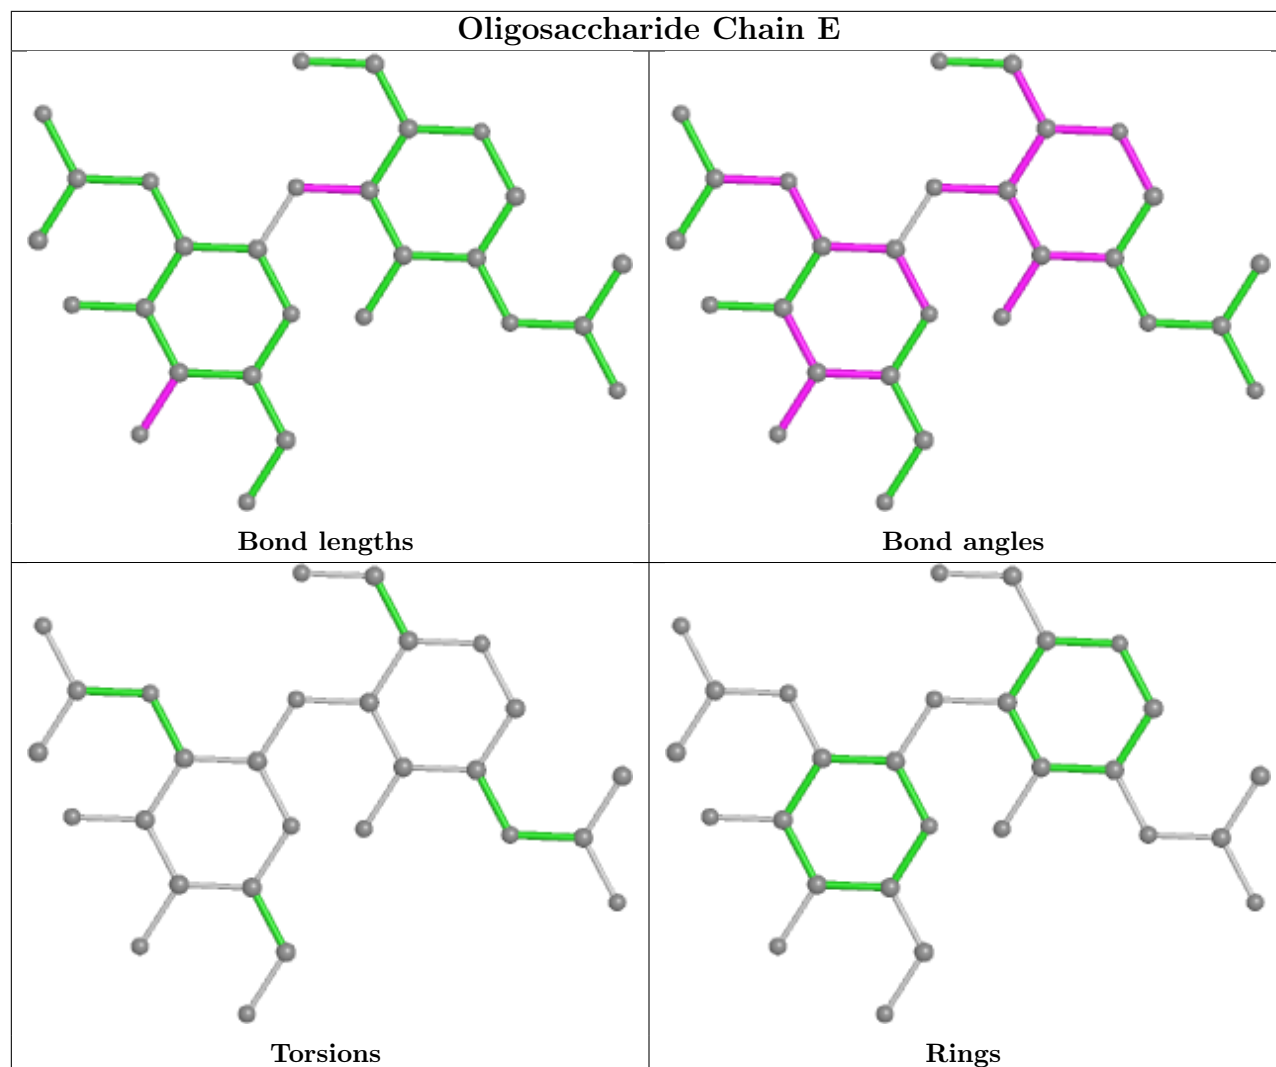 Oligosaccharide Chain E
Bond lengths
Bond angles
Torsions
Rings